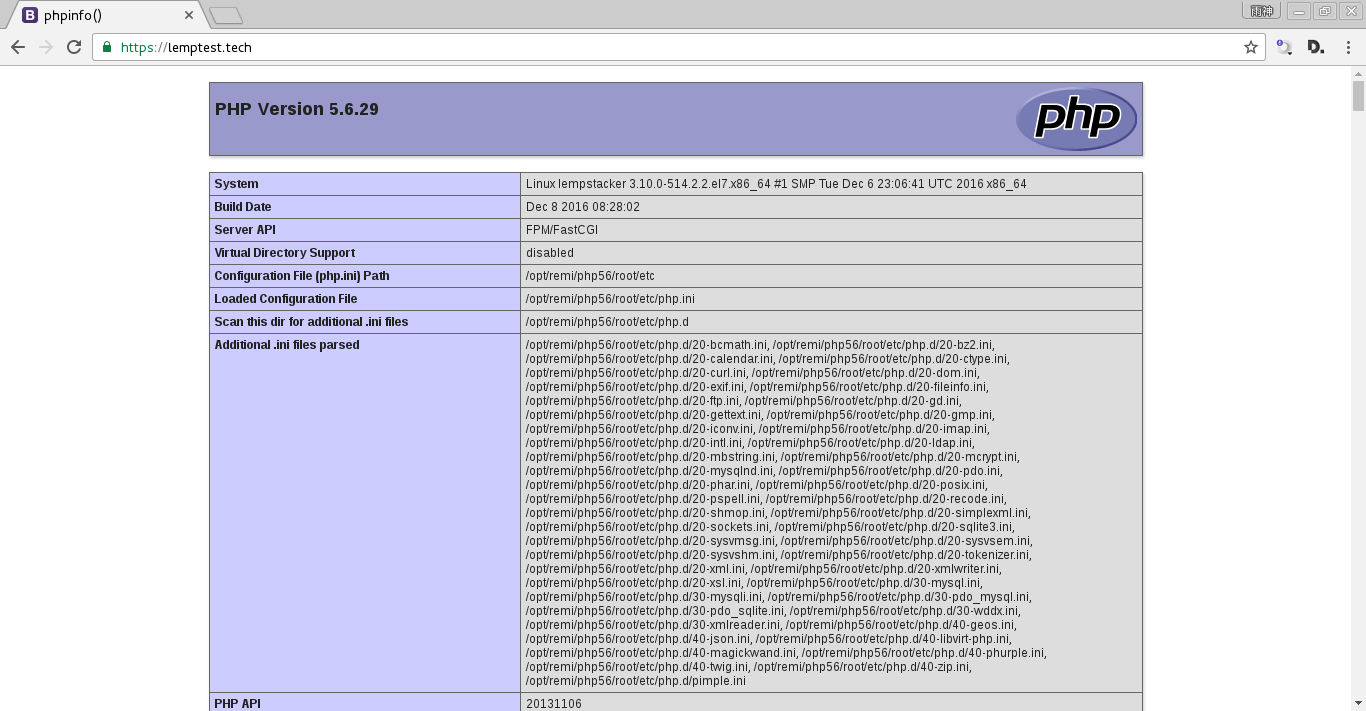 phpinfo()
雨神
https://lemptest.tech
D.
PHP Version 5.6.29
php
System Linux lempstacker 3.10.0-514.2.2.el7.x86_64 #1 SMP Tue Dec 6 23:06:41 UTC 2016 x86_64
Build Date Dec 8 2016 08:28:02
Server API FPM/FastCGI
Virtual Directory Support disabled
Configuration File (php.ini) Path /opt/remi/php56/root/etc
Loaded Configuration File /opt/remi/php56/root/etc/php.ini
Scan this dir for additional .ini files /opt/remi/php56/root/etc/php.d
Additional .ini files parsed /opt/remi/php56/root/etc/php.d/20-bcmath.ini, /opt/remi/php56/root/etc/php.d/20-bz2.ini,
/opt/remi/php56/root/etc/php.d/20-calendar.ini, /opt/remi/php56/root/etc/php.d/20-ctype.ini,
/opt/remi/php56/root/etc/php.d/20-curl.ini, /opt/remi/php56/root/etc/php.d/20-dom.ini,
/opt/remi/php56/root/etc/php.d/20-exif.ini, /opt/remi/php56/root/etc/php.d/20-fileinfo.ini,
/opt/remi/php56/root/etc/php.d/20-ftp.ini, /opt/remi/php56/root/etc/php.d/20-gd.ini,
/opt/remi/php56/root/etc/php.d/20-gettext.ini, /opt/remi/php56/root/etc/php.d/20-gmp.ini,
/opt/remi/php56/root/etc/php.d/20-iconv.ini, /opt/remi/php56/root/etc/php.d/20-imap.ini,
/opt/remi/php56/root/etc/php.d/20-intl.ini, /opt/remi/php56/root/etc/php.d/20-ldap.ini,
/opt/remi/php56/root/etc/php.d/20-mbstring.ini, /opt/remi/php56/root/etc/php.d/20-mcrypt.ini,
/opt/remi/php56/root/etc/php.d/20-mysqlnd.ini, /opt/remi/php56/root/etc/php.d/20-pdo.ini,
/opt/remi/php56/root/etc/php.d/20-phar.ini, /opt/remi/php56/root/etc/php.d/20-posix.ini,
/opt/remi/php56/root/etc/php.d/20-pspell.ini, /opt/remi/php56/root/etc/php.d/20-recode.ini,
/opt/remi/php56/root/etc/php.d/20-shmop.ini, /opt/remi/php56/root/etc/php.d/20-simplexml.ini,
/opt/remi/php56/root/etc/php.d/20-sockets.ini, /opt/remi/php56/root/etc/php.d/20-sqlite3.ini,
/opt/remi/php56/root/etc/php.d/20-sysvmsg.ini, /opt/remi/php56/root/etc/php.d/20-sysvsem.ini,
/opt/remi/php56/root/etc/php.d/20-sysvshm.ini, /opt/remi/php56/root/etc/php.d/20-tokenizer.ini,
/opt/remi/php56/root/etc/php.d/20-xml.ini, /opt/remi/php56/root/etc/php.d/20-xmlwriter.ini,
/opt/remi/php56/root/etc/php.d/20-xsl.ini, /opt/remi/php56/root/etc/php.d/30-mysql.ini,
/opt/remi/php56/root/etc/php.d/30-mysqli.ini, /opt/remi/php56/root/etc/php.d/30-pdo_mysql.ini,
/opt/remi/php56/root/etc/php.d/30-pdo_sqlite.ini, /opt/remi/php56/root/etc/php.d/30-wddx.ini,
/opt/remi/php56/root/etc/php.d/30-xmlreader.ini, /opt/remi/php56/root/etc/php.d/40-geos.ini,
/opt/remi/php56/root/etc/php.d/40-json.ini, /opt/remi/php56/root/etc/php.d/40-libvirt-php.ini,
/opt/remi/php56/root/etc/php.d/40-magickwand.ini, /opt/remi/php56/root/etc/php.d/40-phurple.ini,
/opt/remi/php56/root/etc/php.d/40-twig.ini, /opt/remi/php56/root/etc/php.d/40-zip.ini,
/opt/remi/php56/root/etc/php.d/pimple.ini
PHP API 20131106